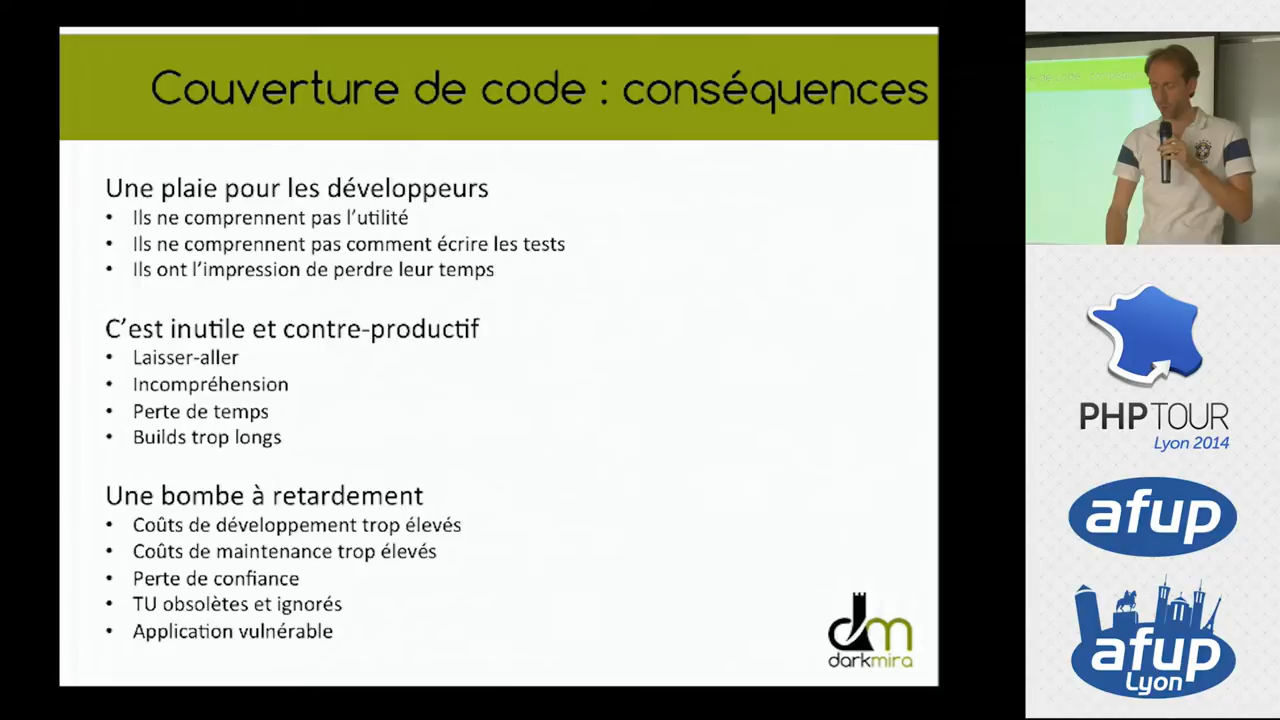 Couverture de code : conséquences
Une plaie pour les développeurs
• Ils ne comprennent pas l'utilité
• Ils ne comprennent pas comment écrire les tests
• Ils ont l'impression de perdre leur temps
C'est inutile et contre-productif
• Laisser-aller
• Incompréhension
• Perte de temps
• Builds trop longs
Une bombe à retardement
• Coûts de développement trop élevés
• Coûts de maintenance trop élevés
• Perte de confiance
• TU obsolètes et ignorés
• Application vulnérable
dm
darkmira
PHPTOUR
Lyon 2014
afup
afup
Lyon